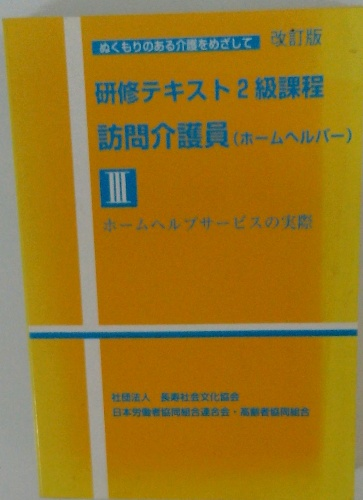 ぬくもりのある介護をめざして
改訂版
研修テキスト2級課程
訪問介護員(ホームヘルパー)
III
ホームヘルプサービスの実際
社団法人 長寿社会文化協会
日本労働者協同組合連合会・高齢者協同組合